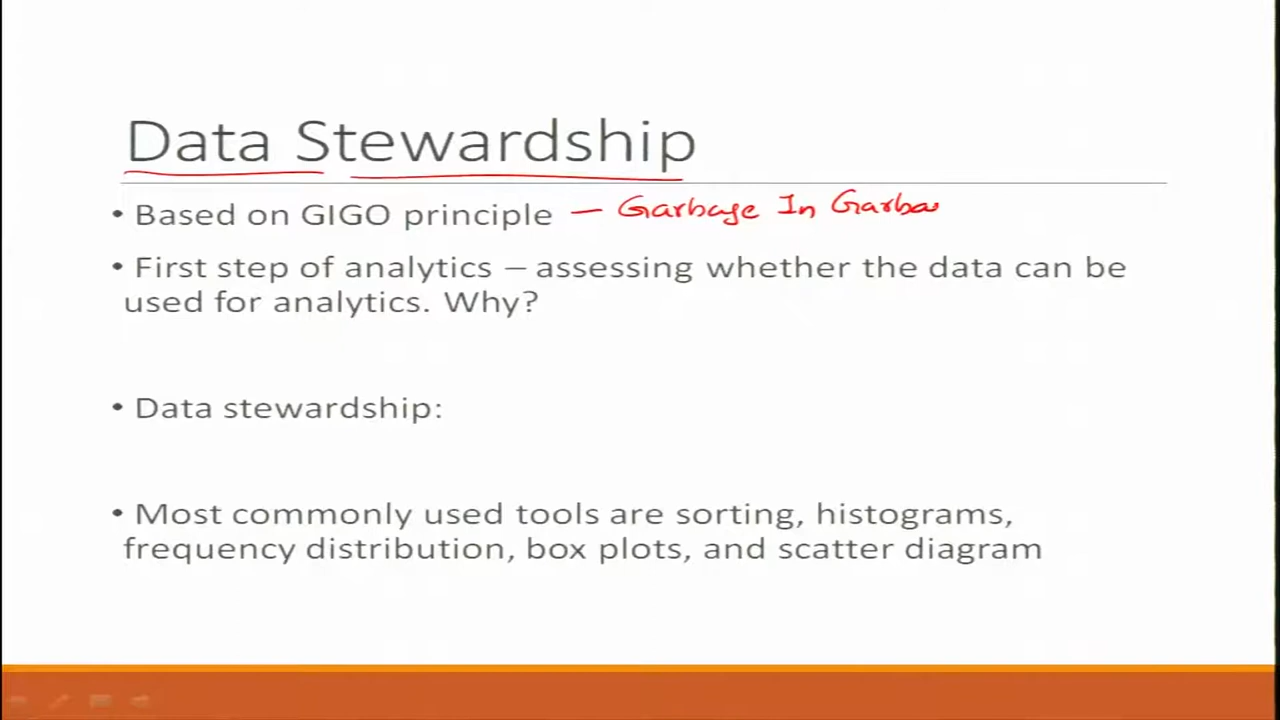 Data Stewardship
• Based on GIGO principle – Garbage In Garba
• First step of analytics – assessing whether the data can be
used for analytics. Why?
• Data stewardship:
• Most commonly used tools are sorting, histograms,
frequency distribution, box plots, and scatter diagram